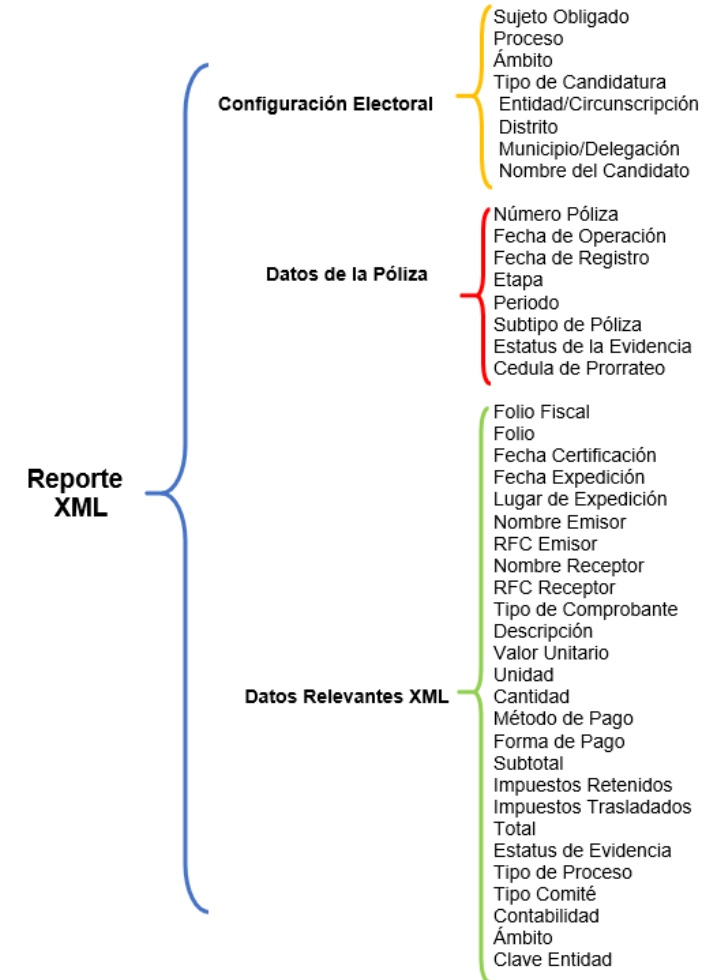 Reporte
XML
Configuración Electoral
Sujeto Obligado
Proceso
Ámbito
Tipo de Candidatura
Entidad/Circunscripción
Distrito
Municipio/Delegación
Nombre del Candidato
Datos de la Póliza
Número Póliza
Fecha de Operación
Fecha de Registro
Etapa
Periodo
Subtipo de Póliza
Estatus de la Evidencia
Cedula de Prorrateo
Datos Relevantes XML
Folio Fiscal
Folio
Fecha Certificación
Fecha Expedición
Lugar de Expedición
Nombre Emisor
RFC Emisor
Nombre Receptor
RFC Receptor
Tipo de Comprobante
Descripción
Valor Unitario
Unidad
Cantidad
Método de Pago
Forma de Pago
Subtotal
Impuestos Retenidos
Impuestos Trasladados
Total
Estatus de Evidencia
Tipo de Proceso
Tipo Comité
Contabilidad
Ámbito
Clave Entidad